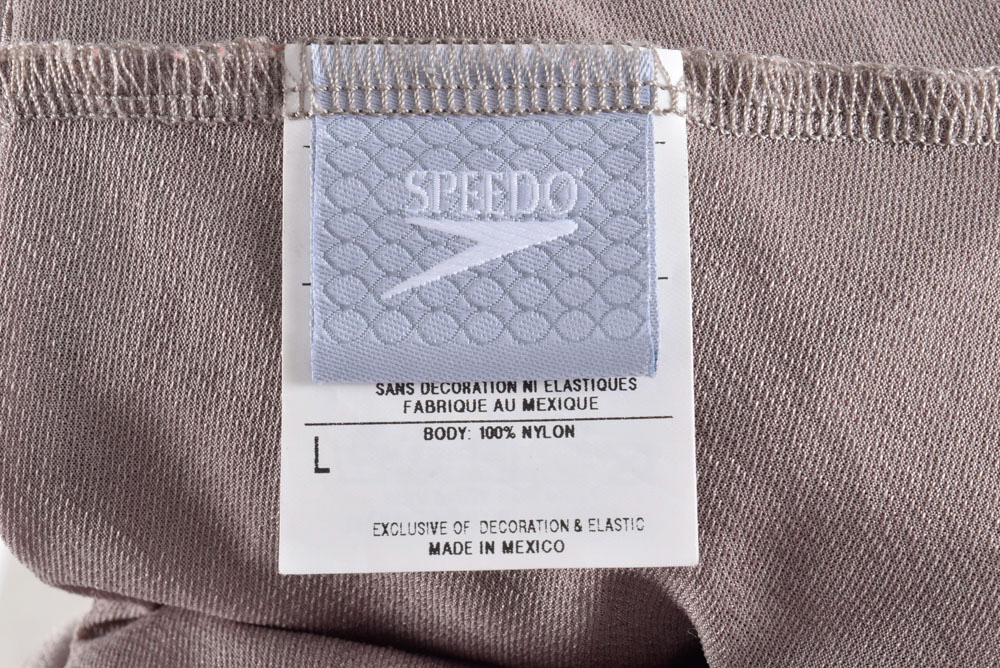 SPEEDO
SANS DECORATION NI ELASTIQUES
FABRIQUE AU MEXIQUE
BODY: 100% NYLON
L
EXCLUSIVE OF DECORATION & ELASTIC
MADE IN MEXICO